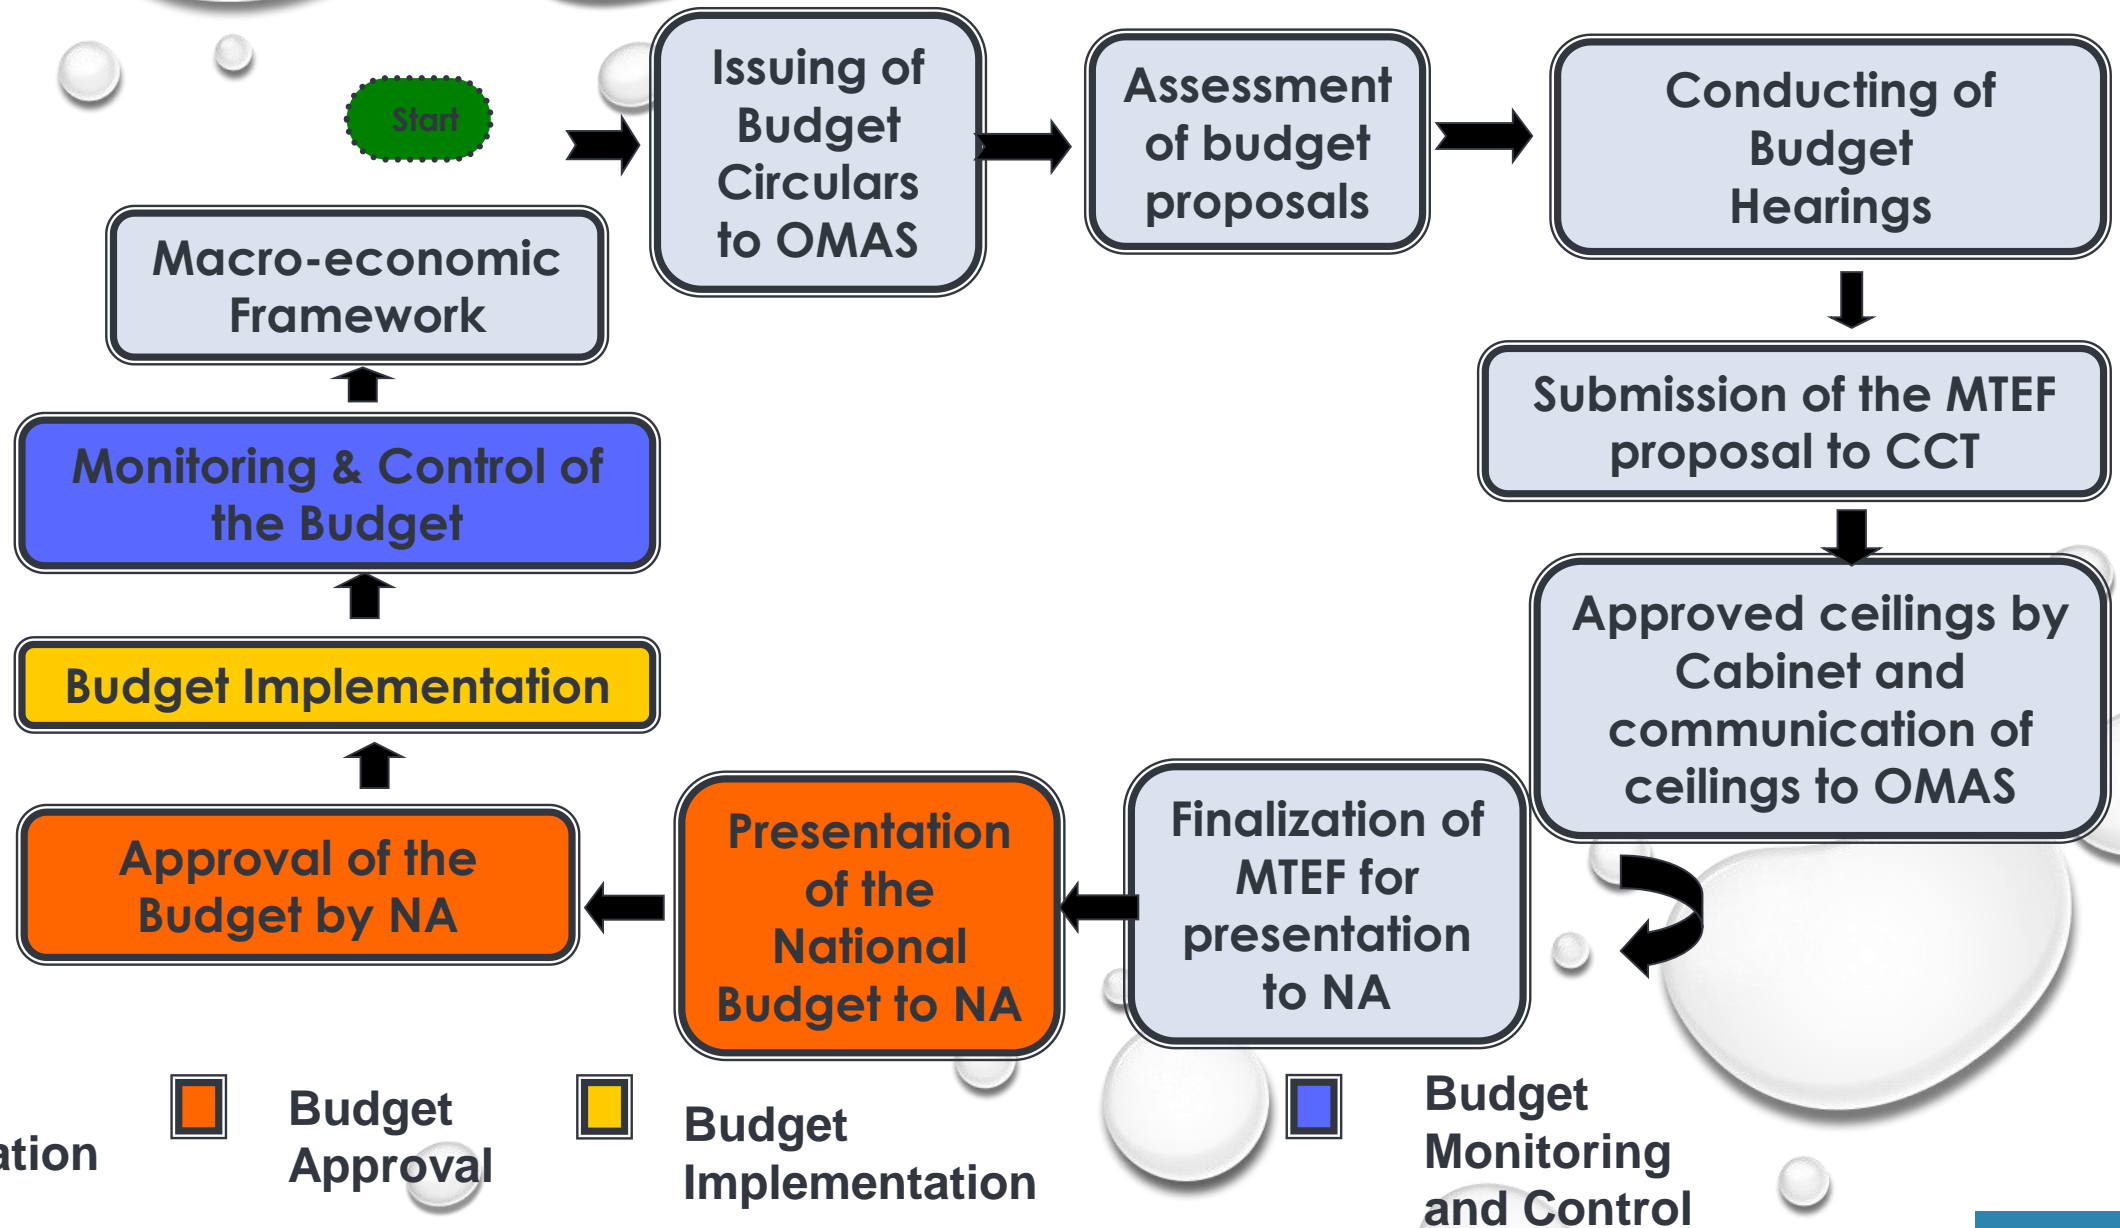 Start
Issuing of
Budget
Circulars
to OMAS
Assessment
of budget
proposals
Conducting of
Budget
Hearings
Macro-economic
Framework
Submission of the MTEF
proposal to CCT
Monitoring & Control of
the Budget
Approved ceilings by
Cabinet and
communication of
ceilings to OMAS
Budget Implementation
Finalization of
MTEF for
presentation
to NA
Presentation
of the
National
Budget to NA
Approval of the
Budget by NA
ation
Budget
Approval
Budget
Implementation
Budget
Monitoring
and Control